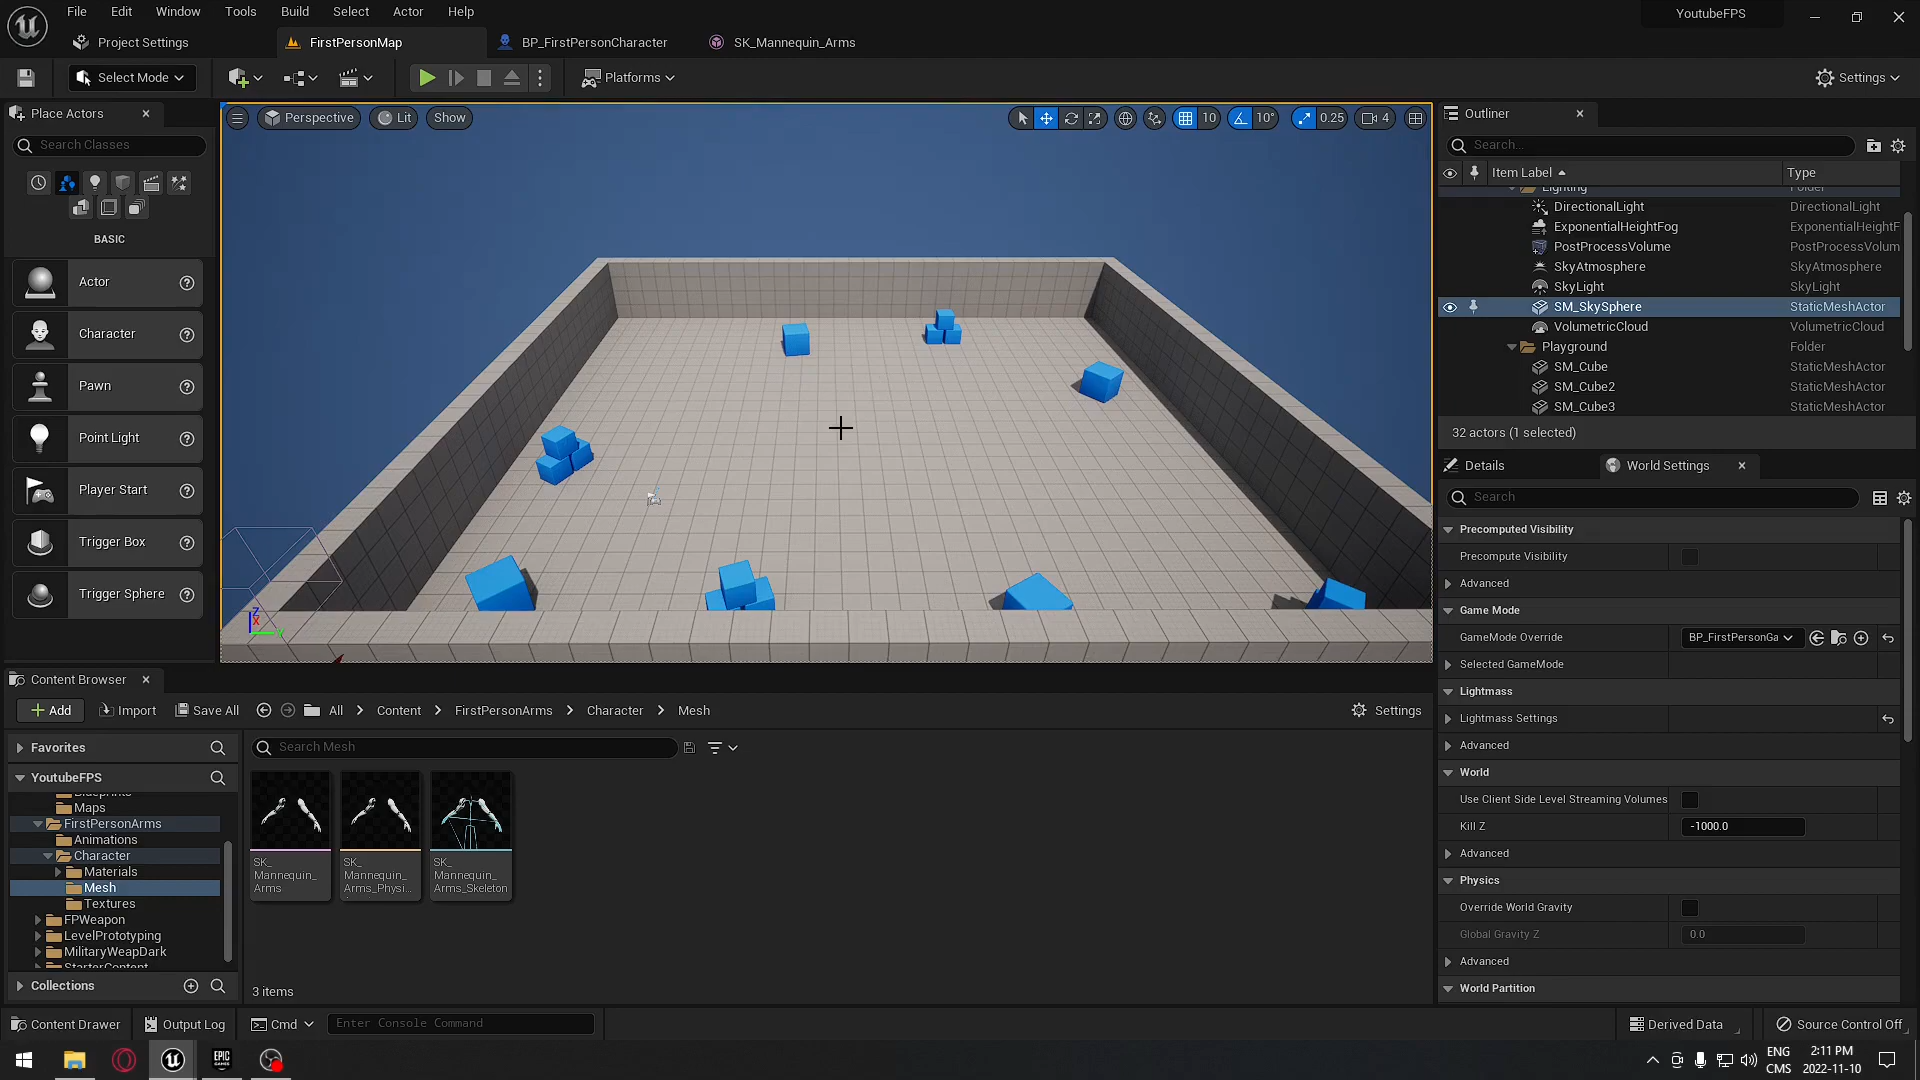 File Edit Window Tools Build Select Actor Help
YoutubeFPS
Project Settings
FirstPersonMap
BP_FirstPersonCharacter
SK_Mannequin_Arms
Select Mode
Platforms
Settings
Place Actors
Search Classes
BASIC
Actor
Character
Pawn
Point Light
Player Start
Trigger Box
Trigger Sphere
Perspective
Lit
Show
10
10°
0.25
4
Z
X
Y
Outliner
Search...
Item Label
Type
Lighting Folder
DirectionalLight DirectionalLight
ExponentialHeightFog ExponentialHeightF
PostProcessVolume PostProcessVolum
SkyAtmosphere SkyAtmosphere
SkyLight SkyLight
SM_SkySphere StaticMeshActor
VolumetricCloud VolumetricCloud
Playground Folder
SM_Cube StaticMeshActor
SM_Cube2 StaticMeshActor
SM_Cube3 StaticMeshActor
32 actors (1 selected)
Details
World Settings
Search
Precomputed Visibility
Precompute Visibility
Advanced
Game Mode
GameMode Override BP_FirstPersonGa
Selected GameMode
Lightmass
Lightmass Settings
Advanced
World
Use Client Side Level Streaming Volumes
Kill Z -1000.0
Advanced
Physics
Override World Gravity
Global Gravity Z 0.0
Advanced
World Partition
Content Browser
Add
Import
Save All
All
Content
FirstPersonArms
Character
Mesh
Settings
Favorites
YoutubeFPS
Blueprints
Maps
FirstPersonArms
Animations
Character
Materials
Mesh
Textures
FPWeapon
LevelPrototyping
MilitaryWeapDark
StarterContent
Collections
Search Mesh
SK_
Mannequin_
Arms
SK_
Mannequin_
Arms_Physi...
SK_
Mannequin_
Arms_Skeleton
3 items
Content Drawer
Output Log
Cmd
Enter Console Command
Derived Data
Source Control Off
EPIC
GAMES
ENG
CMS
2:11 PM
2022-11-10